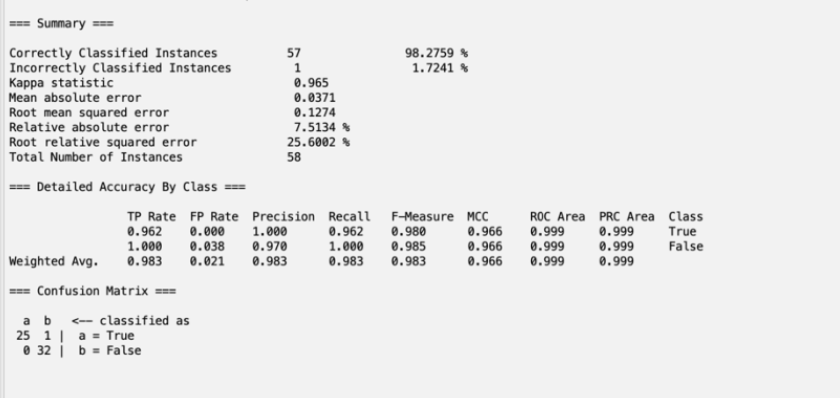 === Summary ===
Correctly Classified Instances 57 98.2759 %
Incorrectly Classified Instances 1 1.7241 %
Kappa statistic 0.965
Mean absolute error 0.0371
Root mean squared error 0.1274
Relative absolute error 7.5134 %
Root relative squared error 25.6002 %
Total Number of Instances 58
=== Detailed Accuracy By Class ===
TP Rate FP Rate Precision Recall F-Measure MCC ROC Area PRC Area Class
0.962 0.000 1.000 0.962 0.980 0.966 0.999 0.999 True
1.000 0.038 0.970 1.000 0.985 0.966 0.999 0.999 False
Weighted Avg. 0.983 0.021 0.983 0.983 0.983 0.966 0.999 0.999
=== Confusion Matrix ===
a b <-- classified as
25 1 | a = True
0 32 | b = False